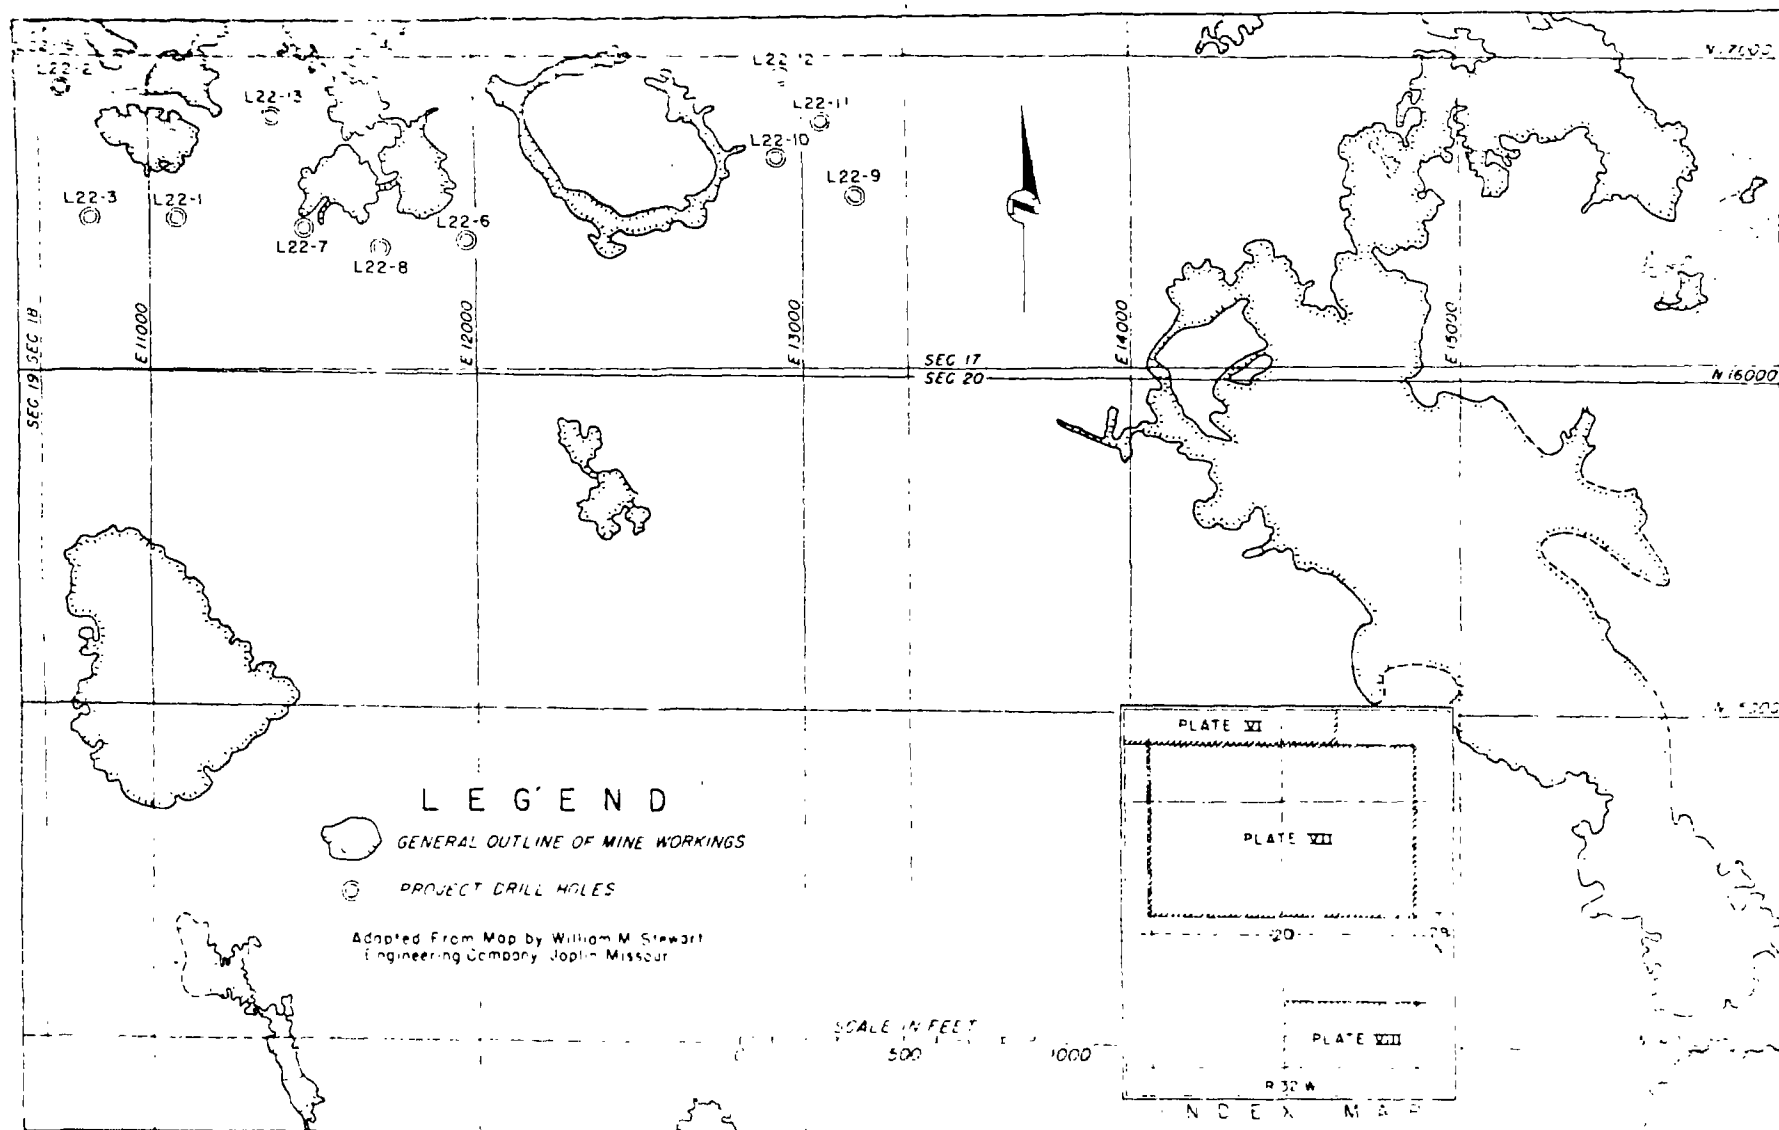 N 17000
L22-2
L22-12
L22-13
L22-11
L22-10
L22-9
L22-3
L22-1
L22-6
L22-7
L22-8
E 11000
E 12000
E 13000
E 14000
E 15000
SEC 18
SEC 19
SEC 17
SEC 20
N 16000
PLATE VI
LEGEND
GENERAL OUTLINE OF MINE WORKINGS
PLATE VII
PROJECT DRILL HOLES
Adapted From Map by William M Stewart
Engineering Company Joplin Missouri
20
SCALE IN FEET
0 500 1000
PLATE VIII
R 32 W
INDEX MAP